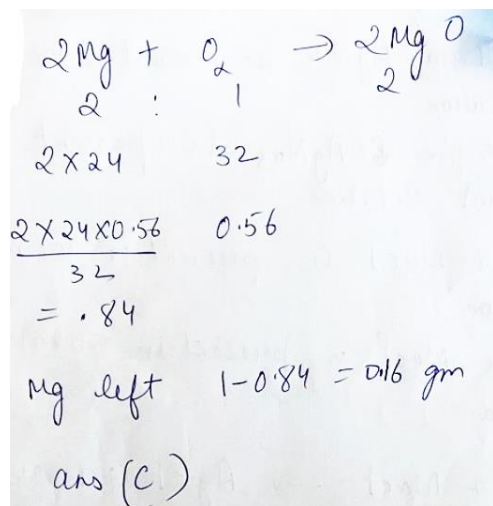 2Mg + O2 → 2MgO
2 : 1 2
2×24 32
2×24×0.56 0.56
32
= .84
Mg left 1-0.84 = 0.16 gm
ans (C)